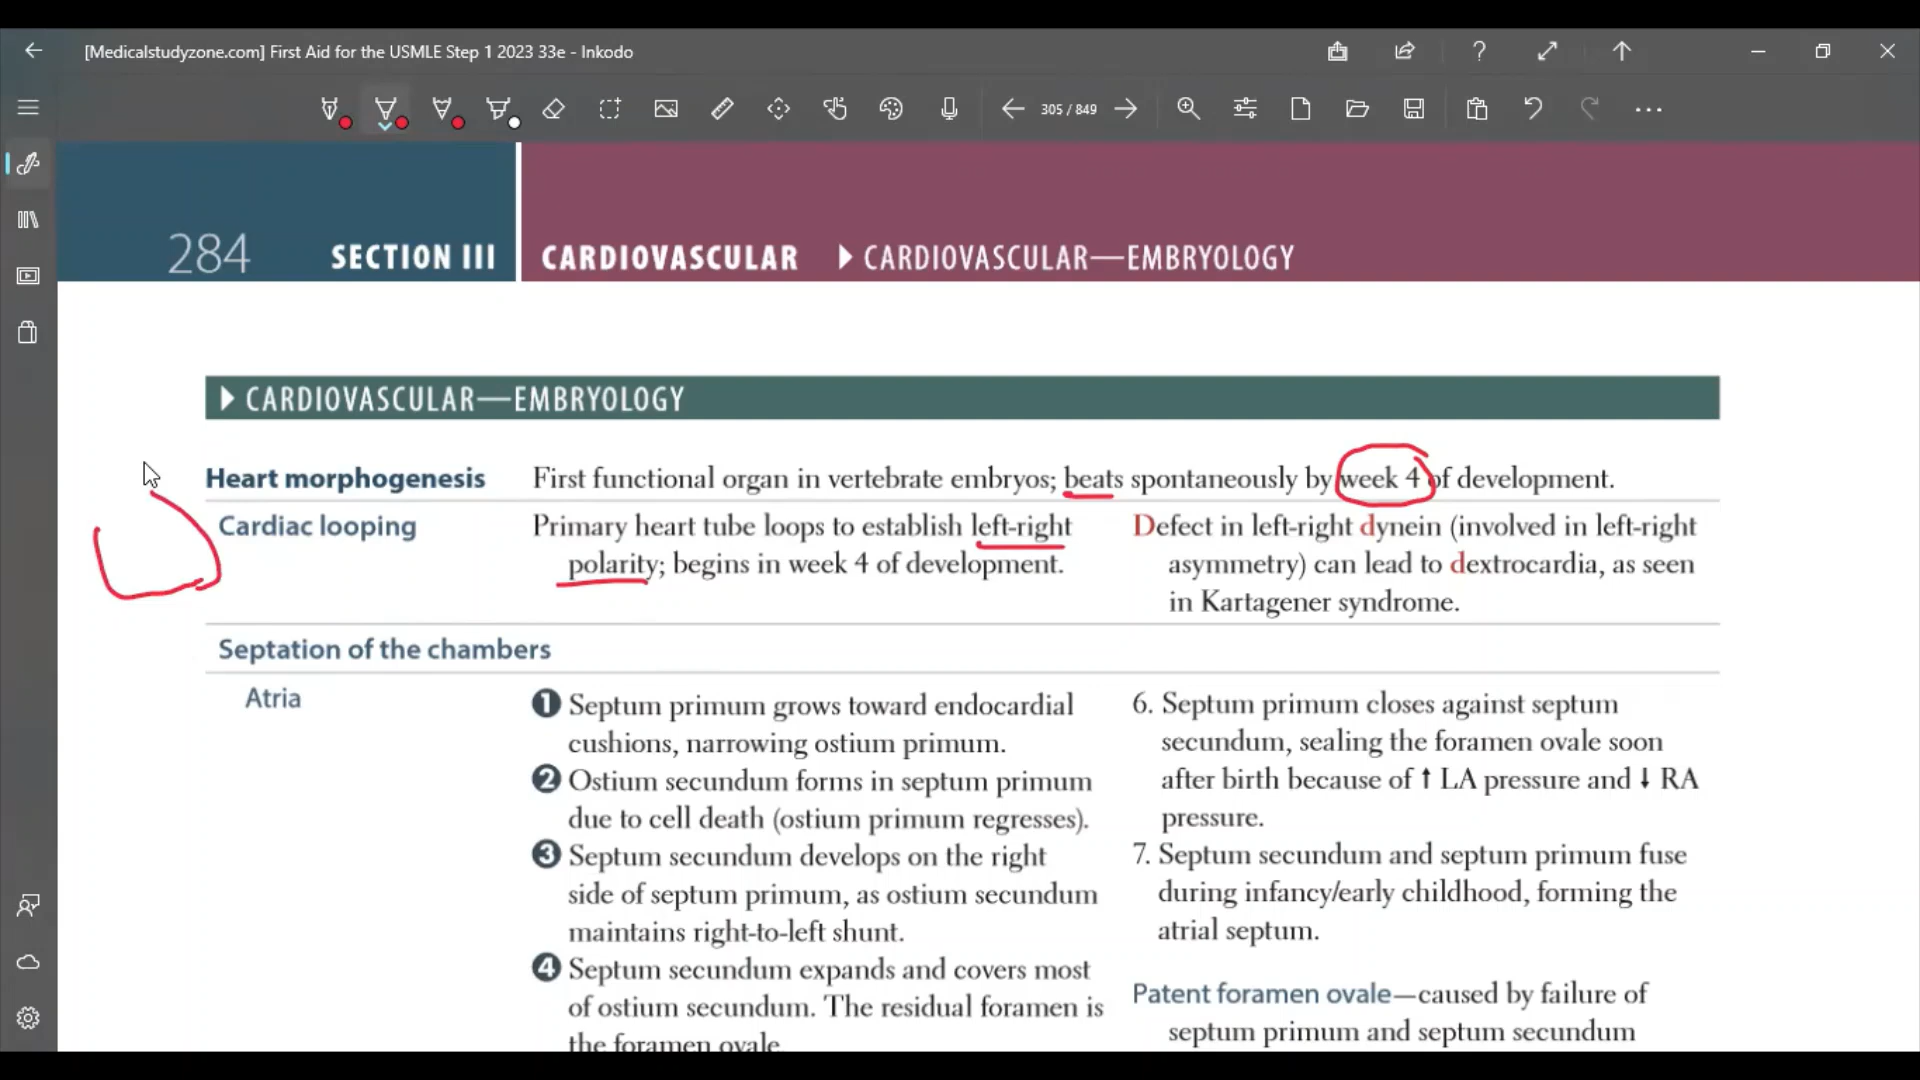 [Medicalstudyzone.com] First Aid for the USMLE Step 1 2023 33e - Inkodo
305 / 849
284 SECTION III CARDIOVASCULAR ▶ CARDIOVASCULAR—EMBRYOLOGY
▶ CARDIOVASCULAR—EMBRYOLOGY
Heart morphogenesis First functional organ in vertebrate embryos; beats spontaneously by week 4 of development.
Cardiac looping
Primary heart tube loops to establish left-right
polarity; begins in week 4 of development.
Defect in left-right dynein (involved in left-right
asymmetry) can lead to dextrocardia, as seen
in Kartagener syndrome.
Septation of the chambers
Atria
1 Septum primum grows toward endocardial
cushions, narrowing ostium primum.
2 Ostium secundum forms in septum primum
due to cell death (ostium primum regresses).
3 Septum secundum develops on the right
side of septum primum, as ostium secundum
maintains right-to-left shunt.
4 Septum secundum expands and covers most
of ostium secundum. The residual foramen is
the foramen ovale
6. Septum primum closes against septum
secundum, sealing the foramen ovale soon
after birth because of ↑ LA pressure and ↓ RA
pressure.
7. Septum secundum and septum primum fuse
during infancy/early childhood, forming the
atrial septum.
Patent foramen ovale—caused by failure of
septum primum and septum secundum